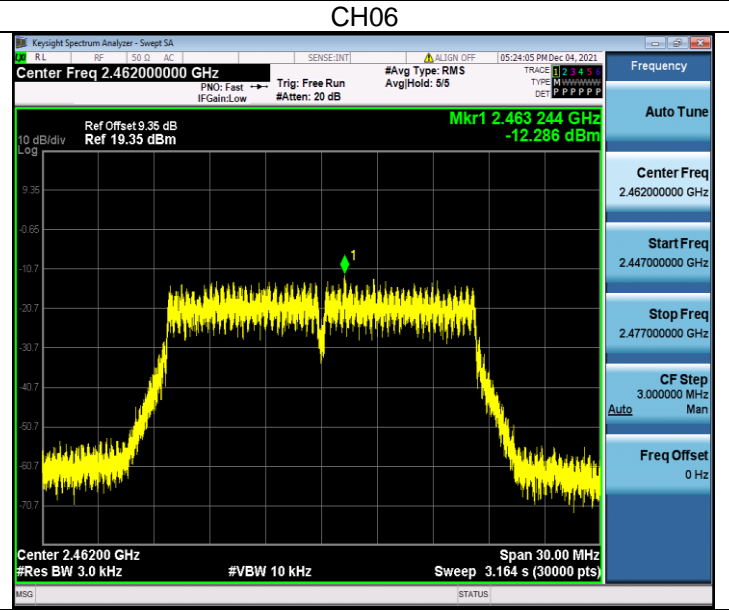 CH06
Keysight Spectrum Analyzer - Swept SA
RL RF 50 Ω AC SENSE:INT ALIGN OFF 05:24:05 PM Dec 04, 2021
Center Freq 2.462000000 GHz
PNO: Fast
IFGain:Low
Trig: Free Run
#Atten: 20 dB
#Avg Type: RMS
Avg|Hold: 5/5
TRACE 1 2 3 4 5 6
TYPE M WWWWW
DET P P P P P P
Frequency
Auto Tune
Center Freq
2.462000000 GHz
Start Freq
2.447000000 GHz
Stop Freq
2.477000000 GHz
CF Step
3.000000 MHz
Auto Man
Freq Offset
0 Hz
Mkr1 2.463 244 GHz
-12.286 dBm
Ref Offset 9.35 dB
10 dB/div Ref 19.35 dBm
Log
9.35
-0.65
-10.7
-20.7
-30.7
-40.7
-50.7
-60.7
-70.7
1
Center 2.46200 GHz Span 30.00 MHz
#Res BW 3.0 kHz #VBW 10 kHz Sweep 3.164 s (30000 pts)
MSG STATUS